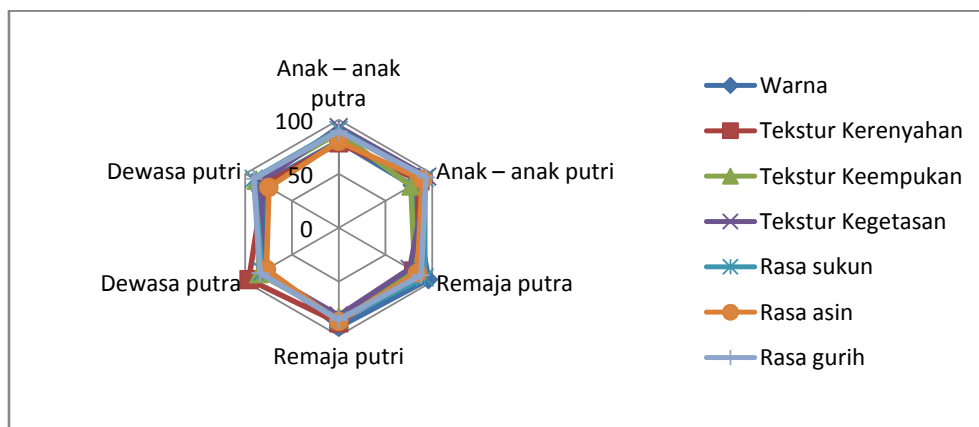 Anak – anak
putra
100
50
0
Anak – anak putri
Remaja putra
Remaja putri
Dewasa putra
Dewasa putri
Warna
Tekstur Kerenyahan
Tekstur Keempukan
Tekstur Kegetasan
Rasa sukun
Rasa asin
Rasa gurih